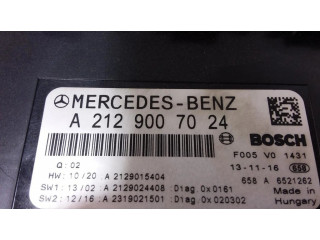 MERCEDES-BENZ
A 212 900 70 24
BOSCH
Q: 02
F005 V0 1431
13-11-16 658
HW: 10/20 A 2129015404
658 A 6521262
SW1: 13/02 A 2129024408 Diag.0x0161
Made in
SW2: 12/16 A 2319021501 Diag.0x020302
Hungary